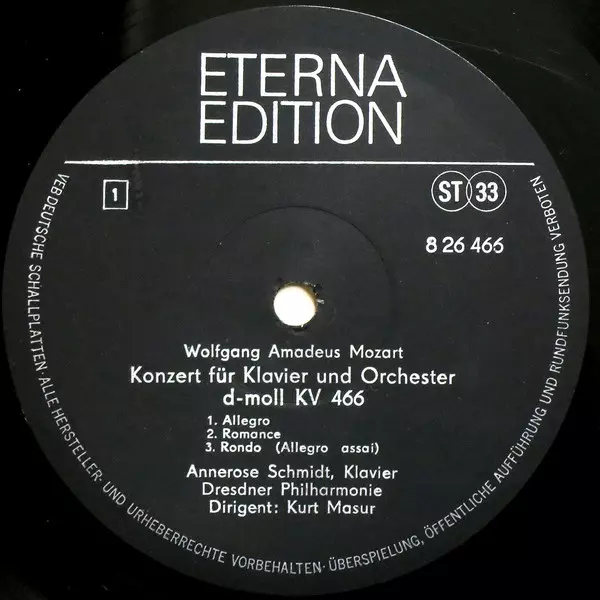 ETERNA
EDITION
1
ST 33
8 26 466
Wolfgang Amadeus Mozart
Konzert für Klavier und Orchester
d-moll KV 466
1. Allegro
2. Romance
3. Rondo (Allegro assai)
Annerose Schmidt, Klavier
Dresdner Philharmonie
Dirigent: Kurt Masur
VEB DEUTSCHE SCHALLPLATTEN · ALLE HERSTELLER- UND URHEBERRECHTE VORBEHALTEN · ÜBERSPIELUNG, ÖFFENTLICHE AUFFÜHRUNG UND RUNDFUNKSENDUNG VERBOTEN